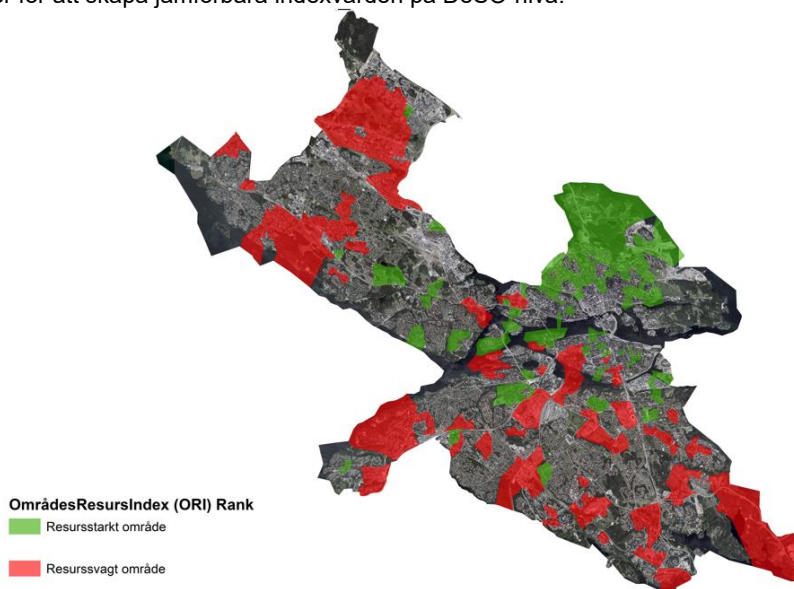 för att skapa jämförbara indexvärden på DeSO-nivå.
OmrådesResursIndex (ORI) Rank
Resursstarkt område
Resurssvagt område